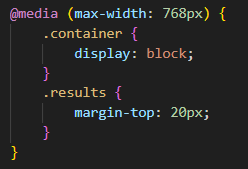 @media (max-width: 768px) {
    .container {
        display: block;
    }
    .results {
        margin-top: 20px;
    }
}